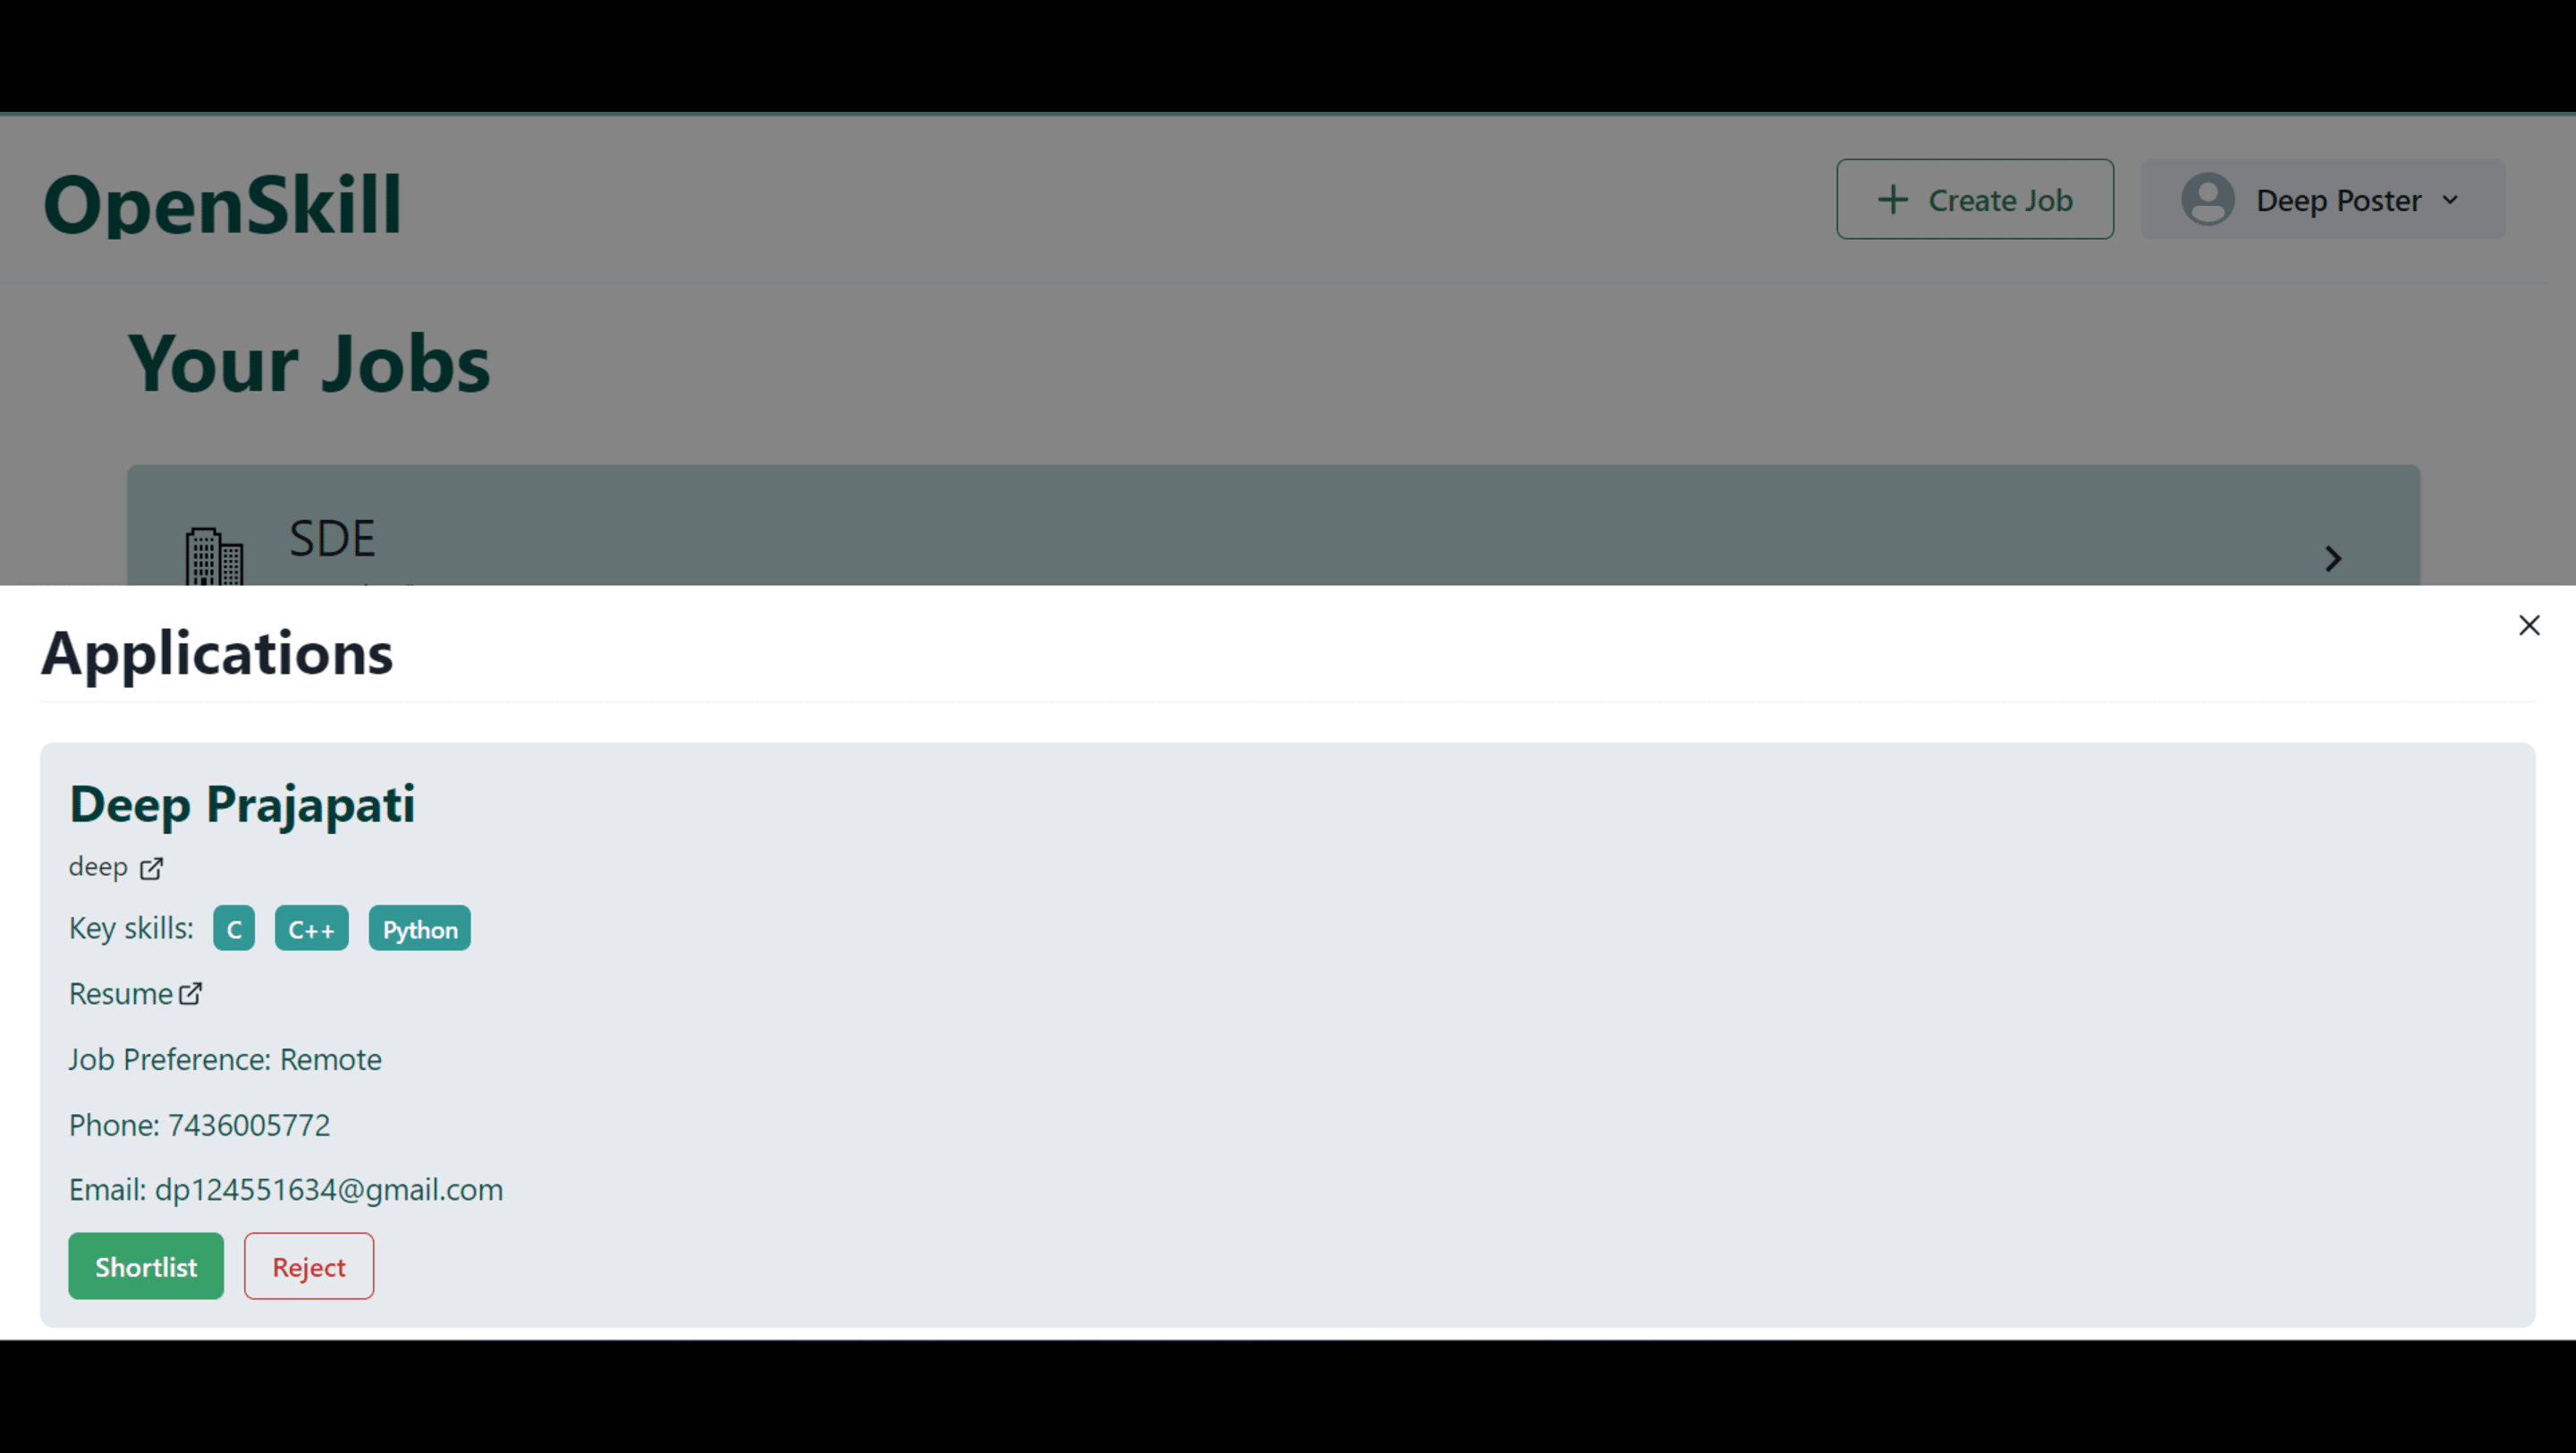 OpenSkill
+ Create Job
Deep Poster
Your Jobs
SDE
Applications
Deep Prajapati
deep
Key skills: C C++ Python
Resume
Job Preference: Remote
Phone: 7436005772
Email: dp124551634@gmail.com
Shortlist Reject